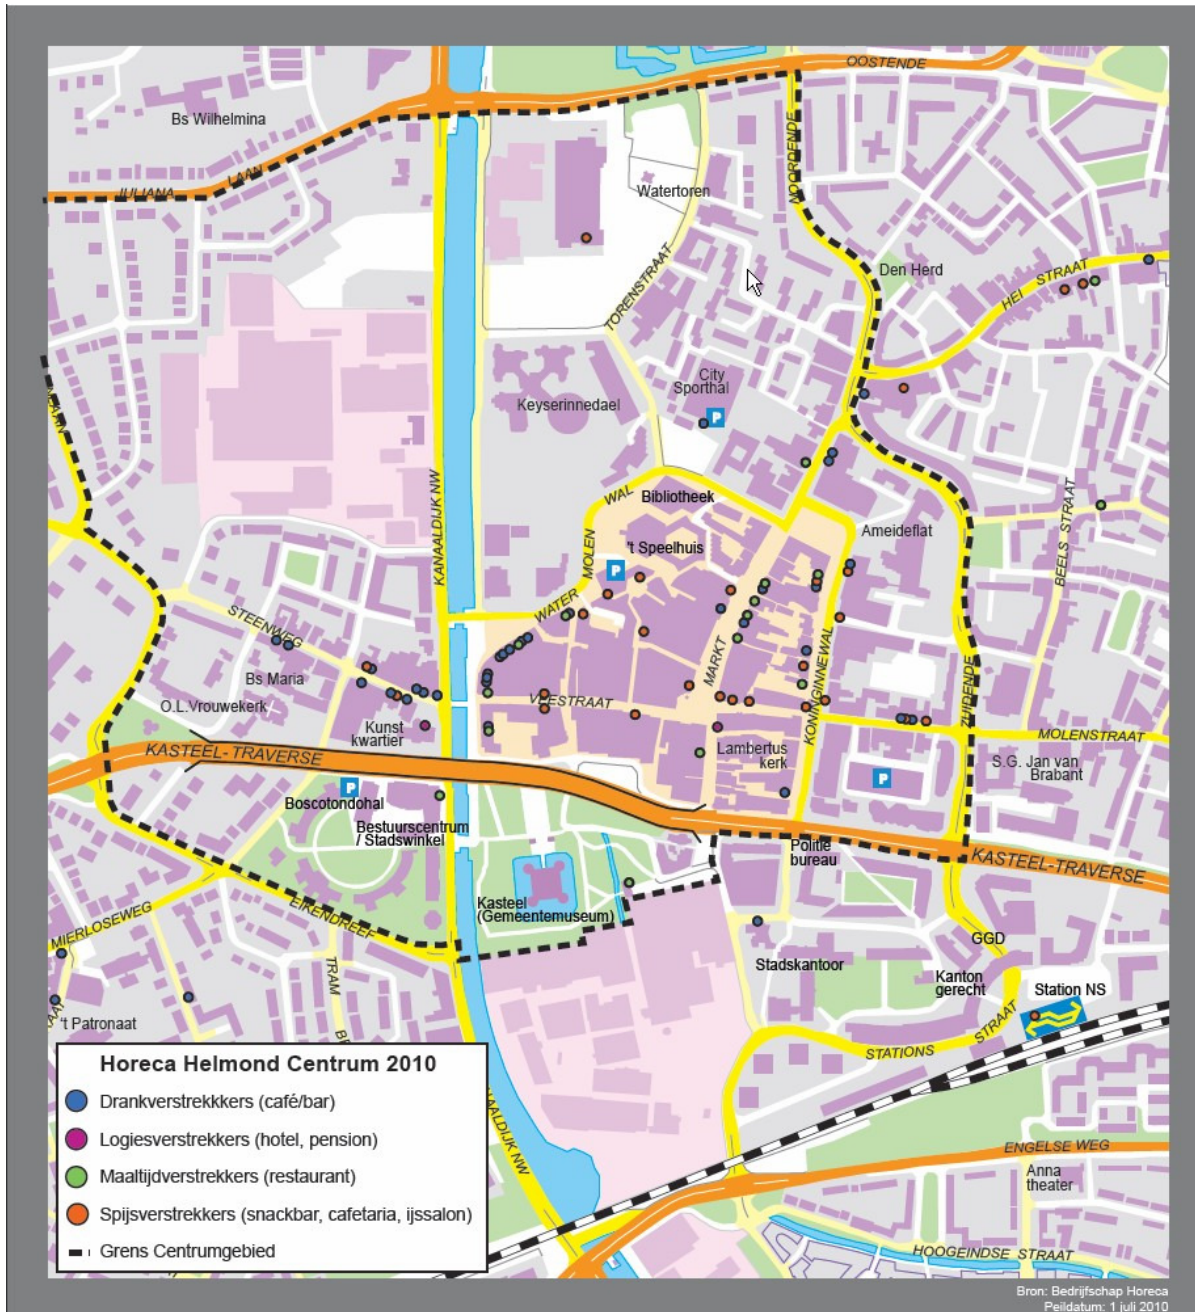 OOSTENDE
Bs Wilhelmina
NOORDENDE
JULIANA LAAN
Watertoren
TORENSTRAAT
Den Herd
HEI STRAAT
City
Sporthal
P
Keyserinnedael
KANAALDIJK NW
WAL
Bibliotheek
BEELS STRAAT
Ameideflat
MOLEN
't Speelhuis
P
WATER
STEENWEG
MARKT
KONINGINNEWAL
ZUIDENDE
Bs Maria
O.L.Vrouwekerk
VEESTRAAT
Kunst
kwartier
Lambertus
kerk
MOLENSTRAAT
KASTEEL-TRAVERSE
S.G. Jan van
Brabant
P
P
Boscotondohal
Bestuurscentrum
/ Stadswinkel
Politie
bureau
KASTEEL-TRAVERSE
Kasteel
(Gemeentemuseum)
MIERLOSEWEG
EIKENDREEF
GGD
TRAM
Stadskantoor
Kanton
gerecht
Station NS
't Patronaat
STATIONS STRAAT
Horeca Helmond Centrum 2010
Drankverstrekkkers (café/bar)
Logiesverstrekkers (hotel, pension)
Maaltijdverstrekkers (restaurant)
Spijsverstrekkers (snackbar, cafetaria, ijssalon)
Grens Centrumgebied
NAALDIJK NW
ENGELSE WEG
Anna
theater
HOOGEINDSE STRAAT
Bron: Bedrijfschap Horeca
Peildatum: 1 juli 2010